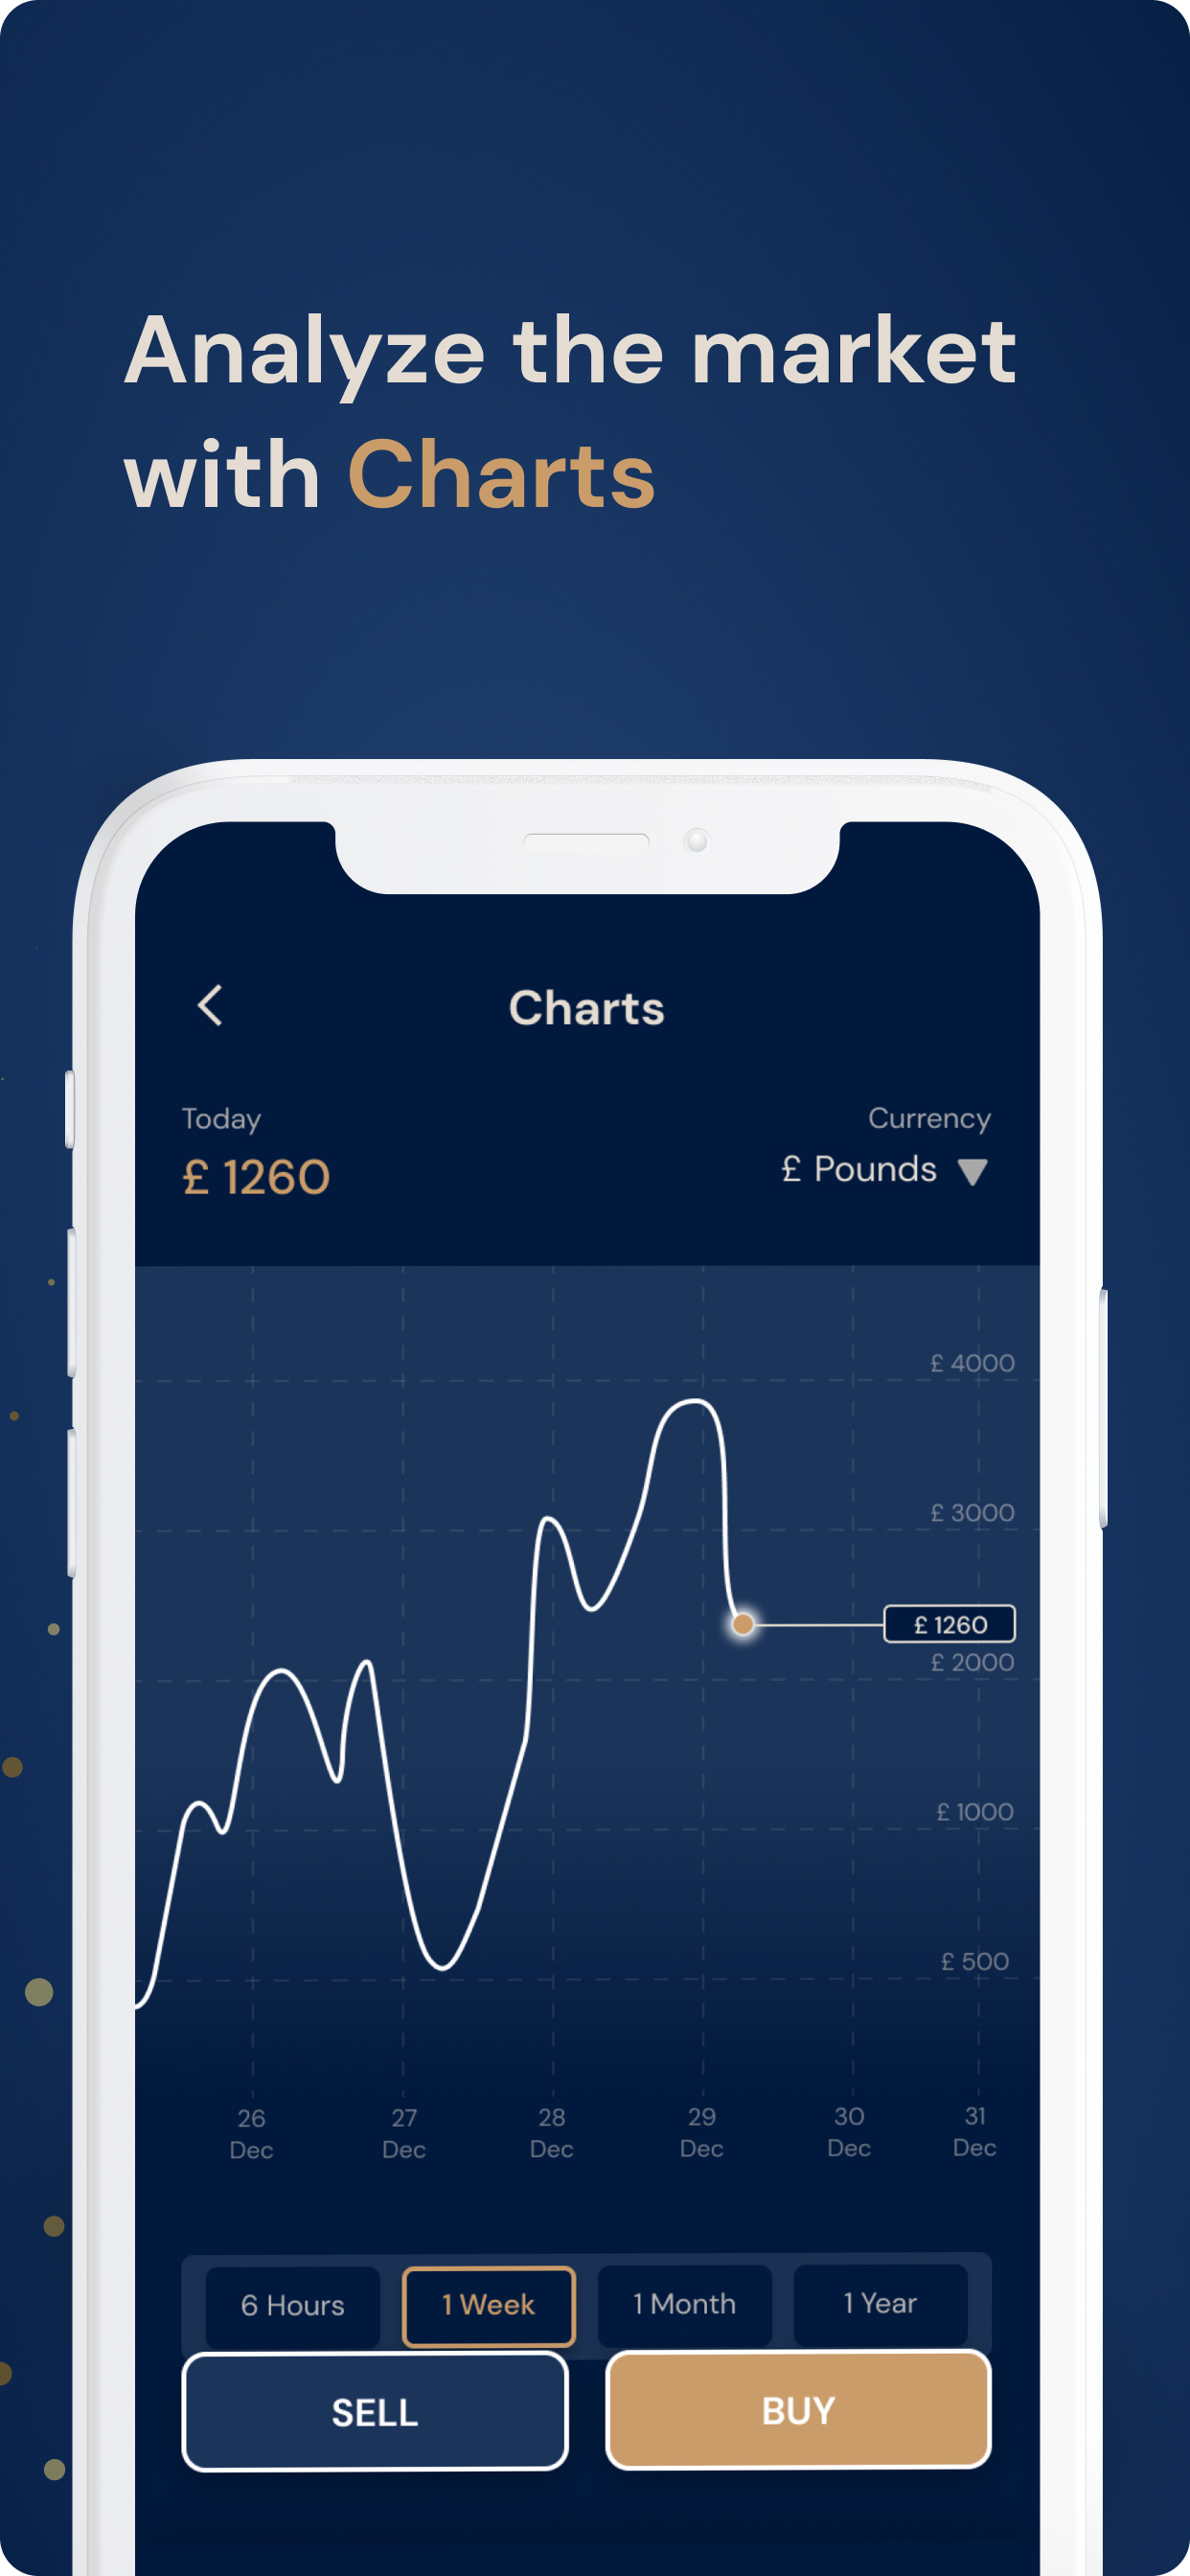 Analyze the market
with Charts
Charts
Today
Currency
£ 1260
£ Pounds
£ 4000
£ 3000
£ 1260
£ 2000
£ 1000
£ 500
26 27 28 29 30 31
Dec Dec Dec Dec Dec Dec
6 Hours 1 Week 1 Month 1 Year
SELL BUY